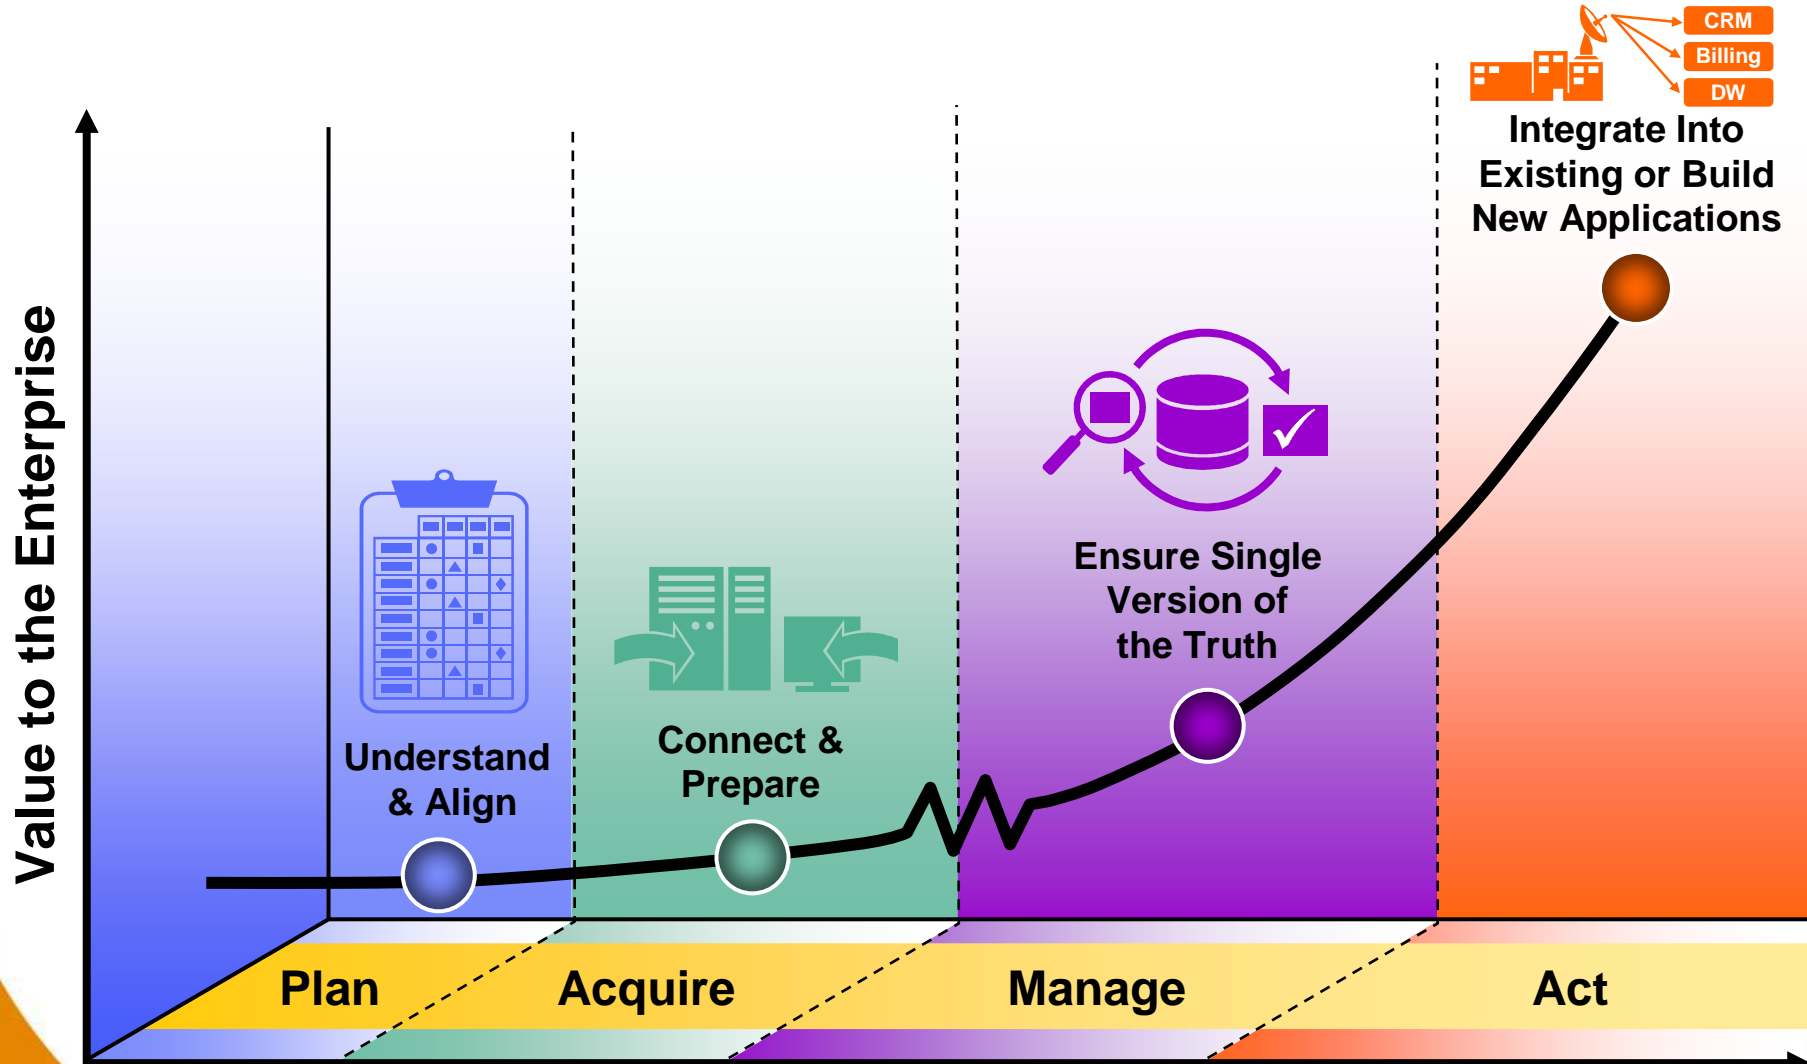 CRM
Billing
DW
Integrate Into
Existing or Build
New Applications
Value to the Enterprise
Ensure Single
Version of
the Truth
Connect &
Prepare
Understand
& Align
Plan
Acquire
Manage
Act